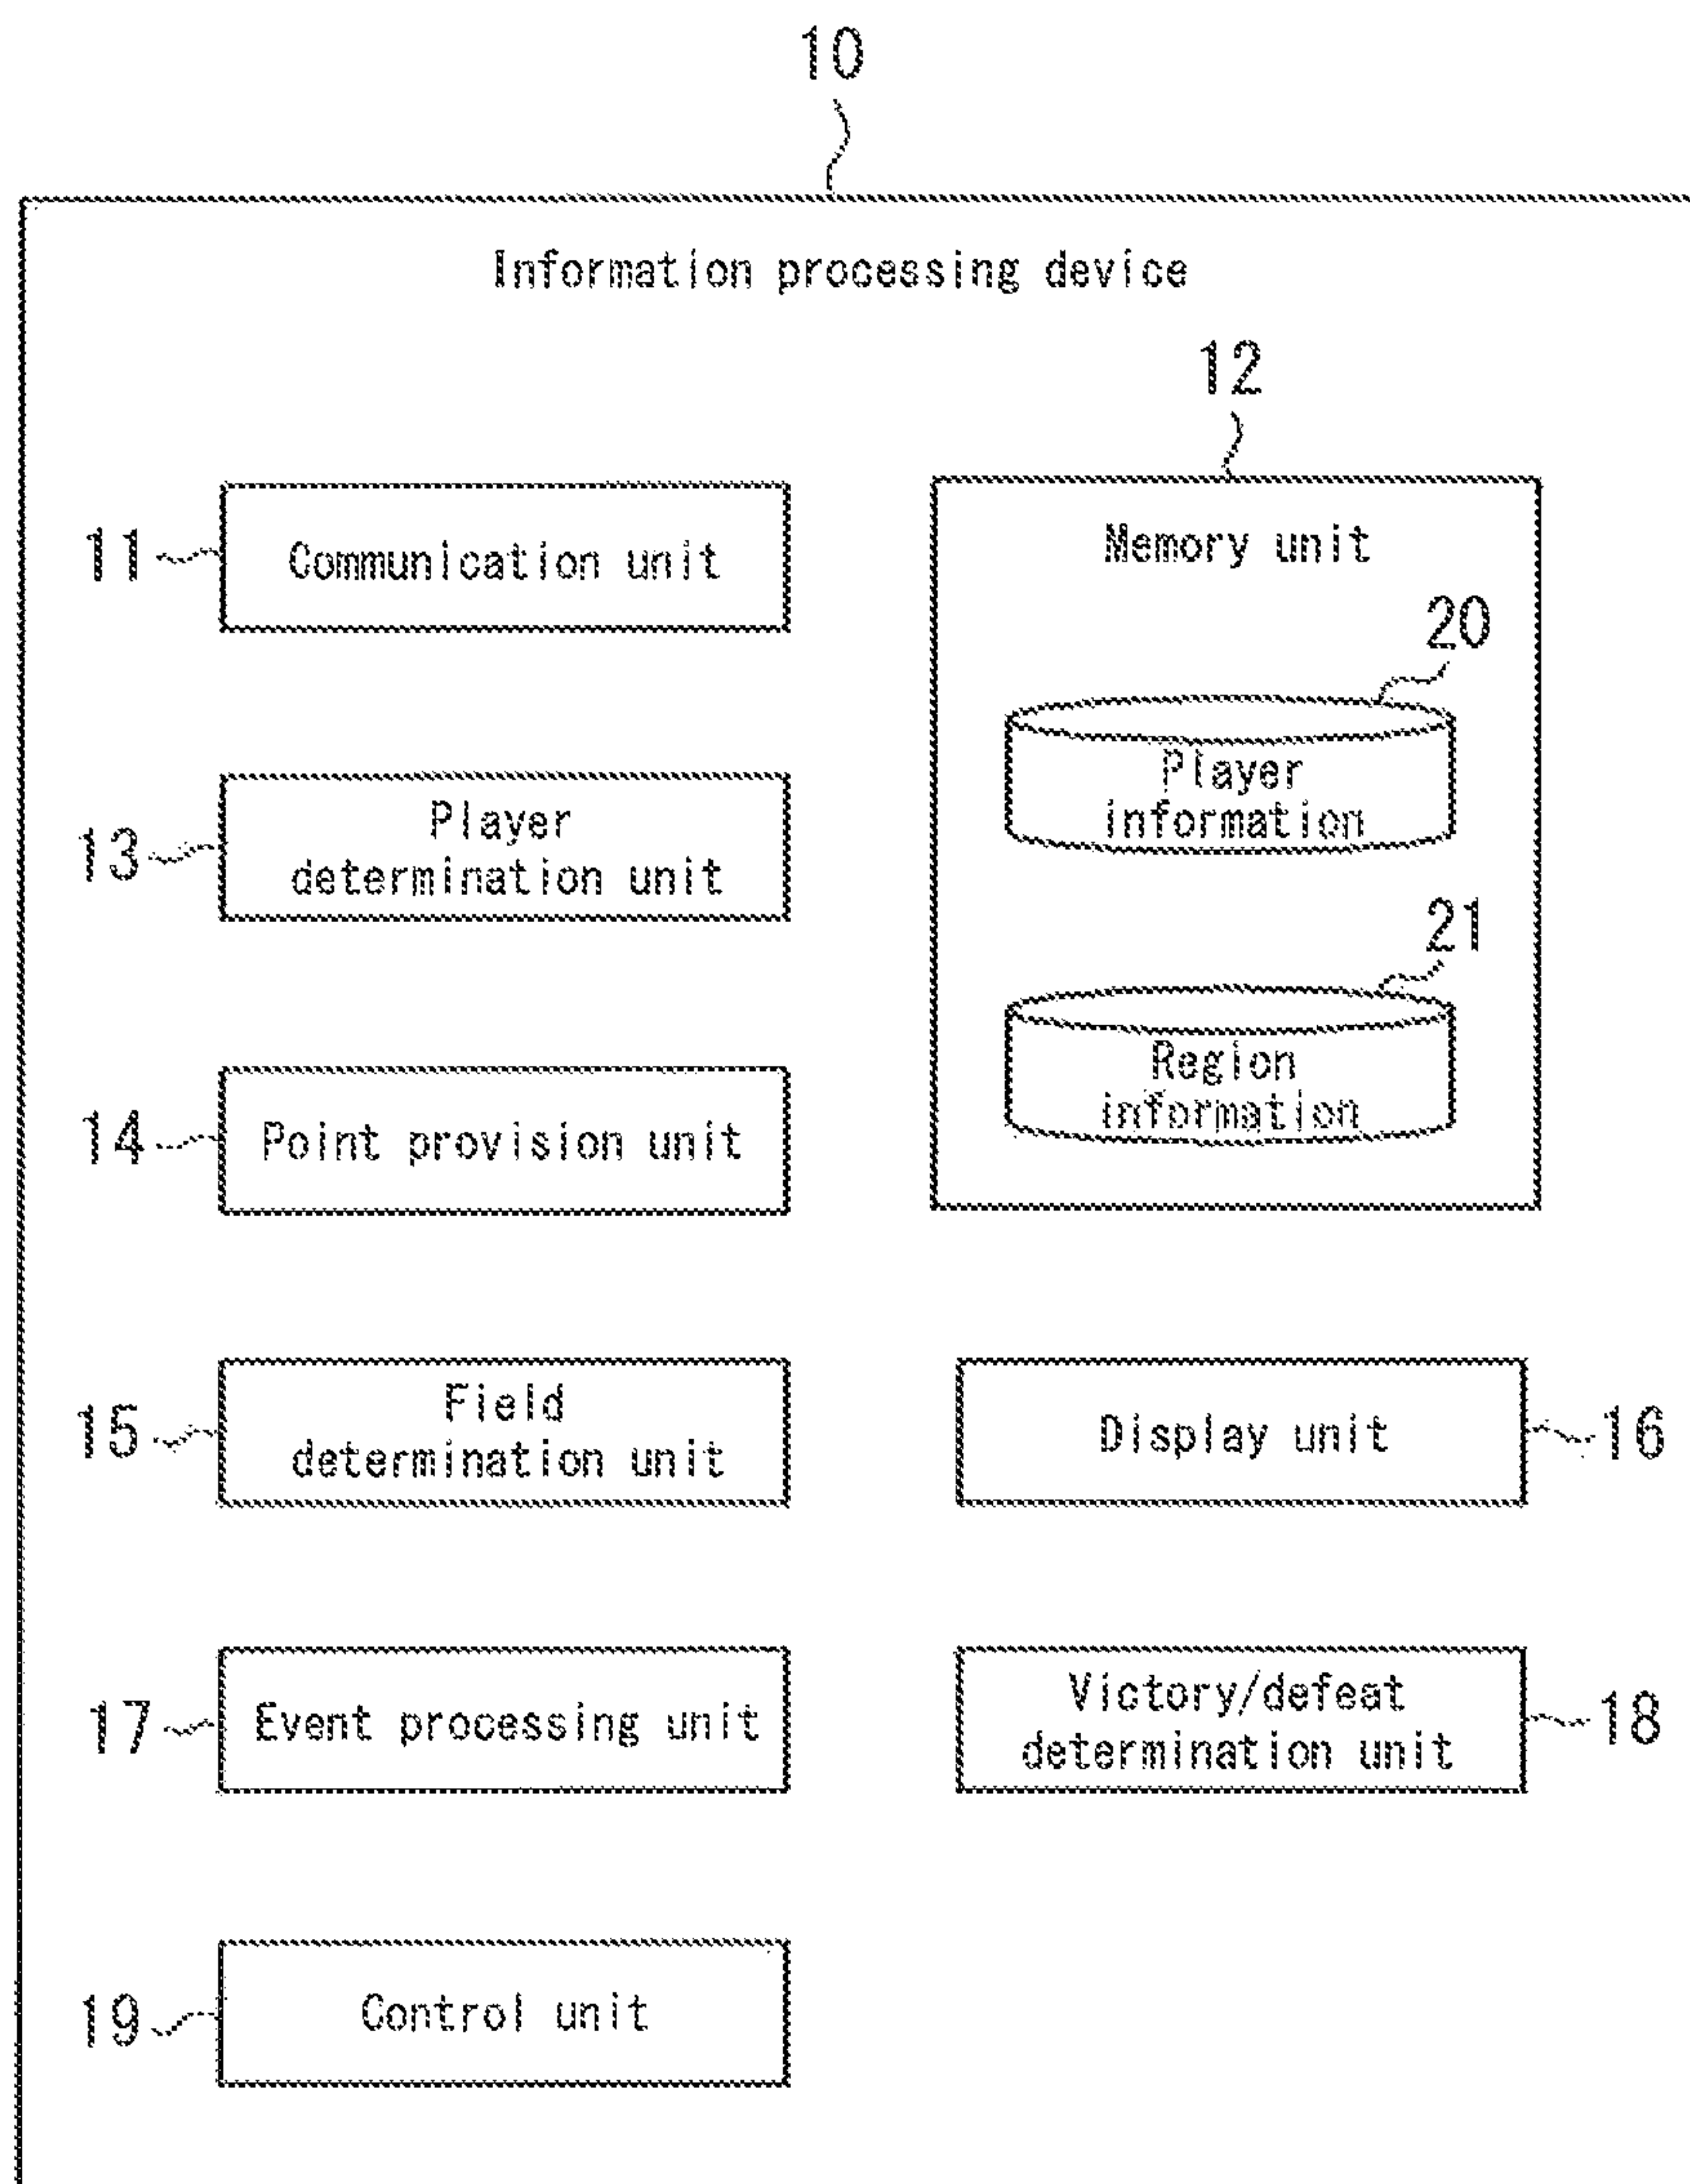 10
Information processing device
12
11
Communication unit
Memory unit
20
Player
information
13
Player
determination unit
21
Region
information
14
Point provision unit
15
Field
determination unit
Display unit
16
17
Event processing unit
Victory/defeat
determination unit
18
19
Control unit